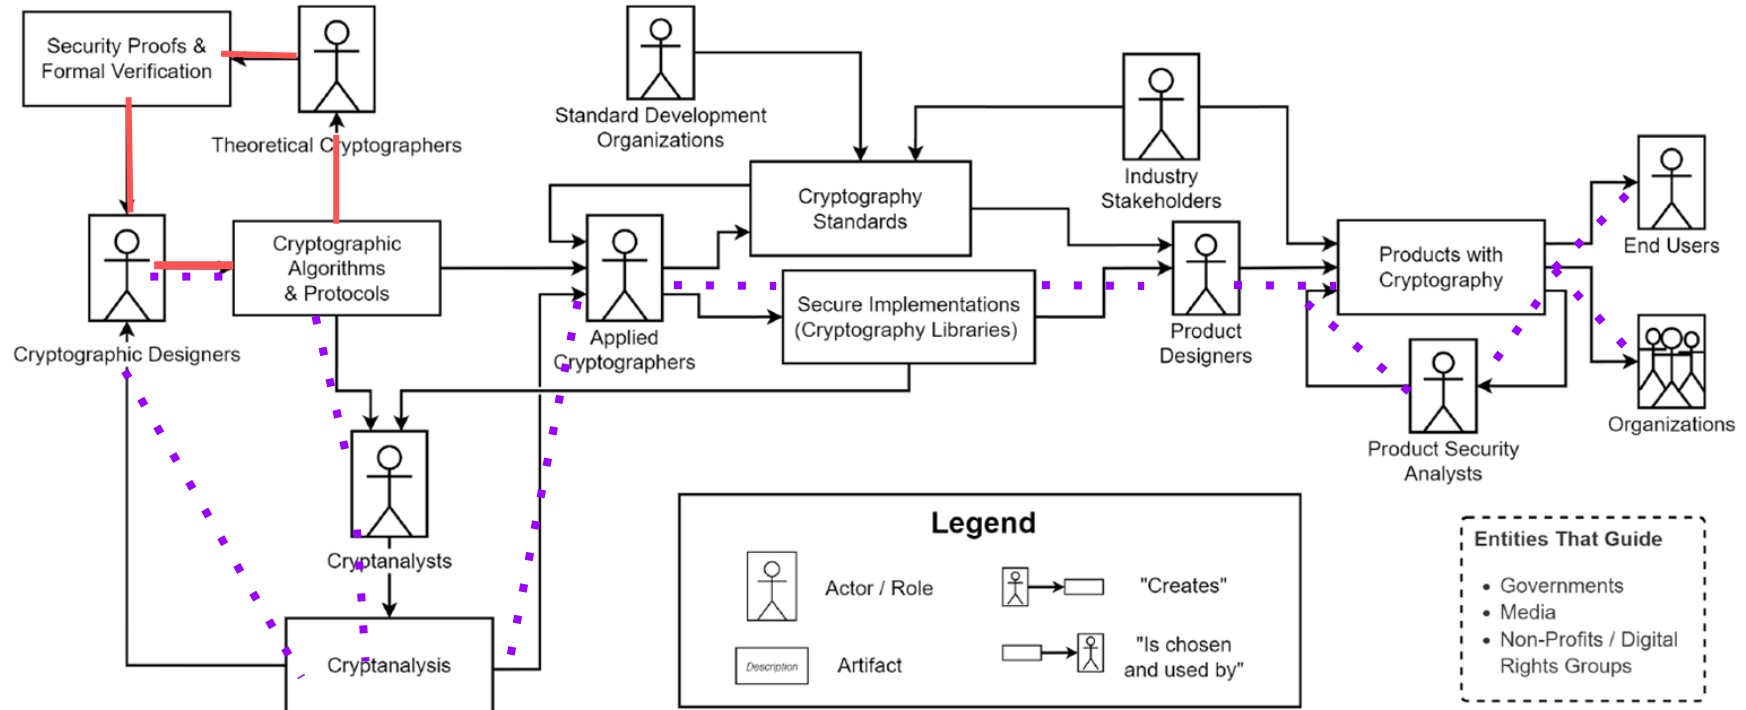 Security Proofs &
Formal Verification
Theoretical Cryptographers
Standard Development
Organizations
Industry
Stakeholders
Cryptography
Standards
End Users
Cryptographic
Algorithms
& Protocols
Products with
Cryptography
Secure Implementations
(Cryptography Libraries)
Cryptographic Designers
Applied
Cryptographers
Product
Designers
Organizations
Product Security
Analysts
Cryptanalysts
Cryptanalysis
Legend
Actor / Role
"Creates"
Description
Artifact
"Is chosen
and used by"
Entities That Guide
• Governments
• Media
• Non-Profits / Digital
Rights Groups